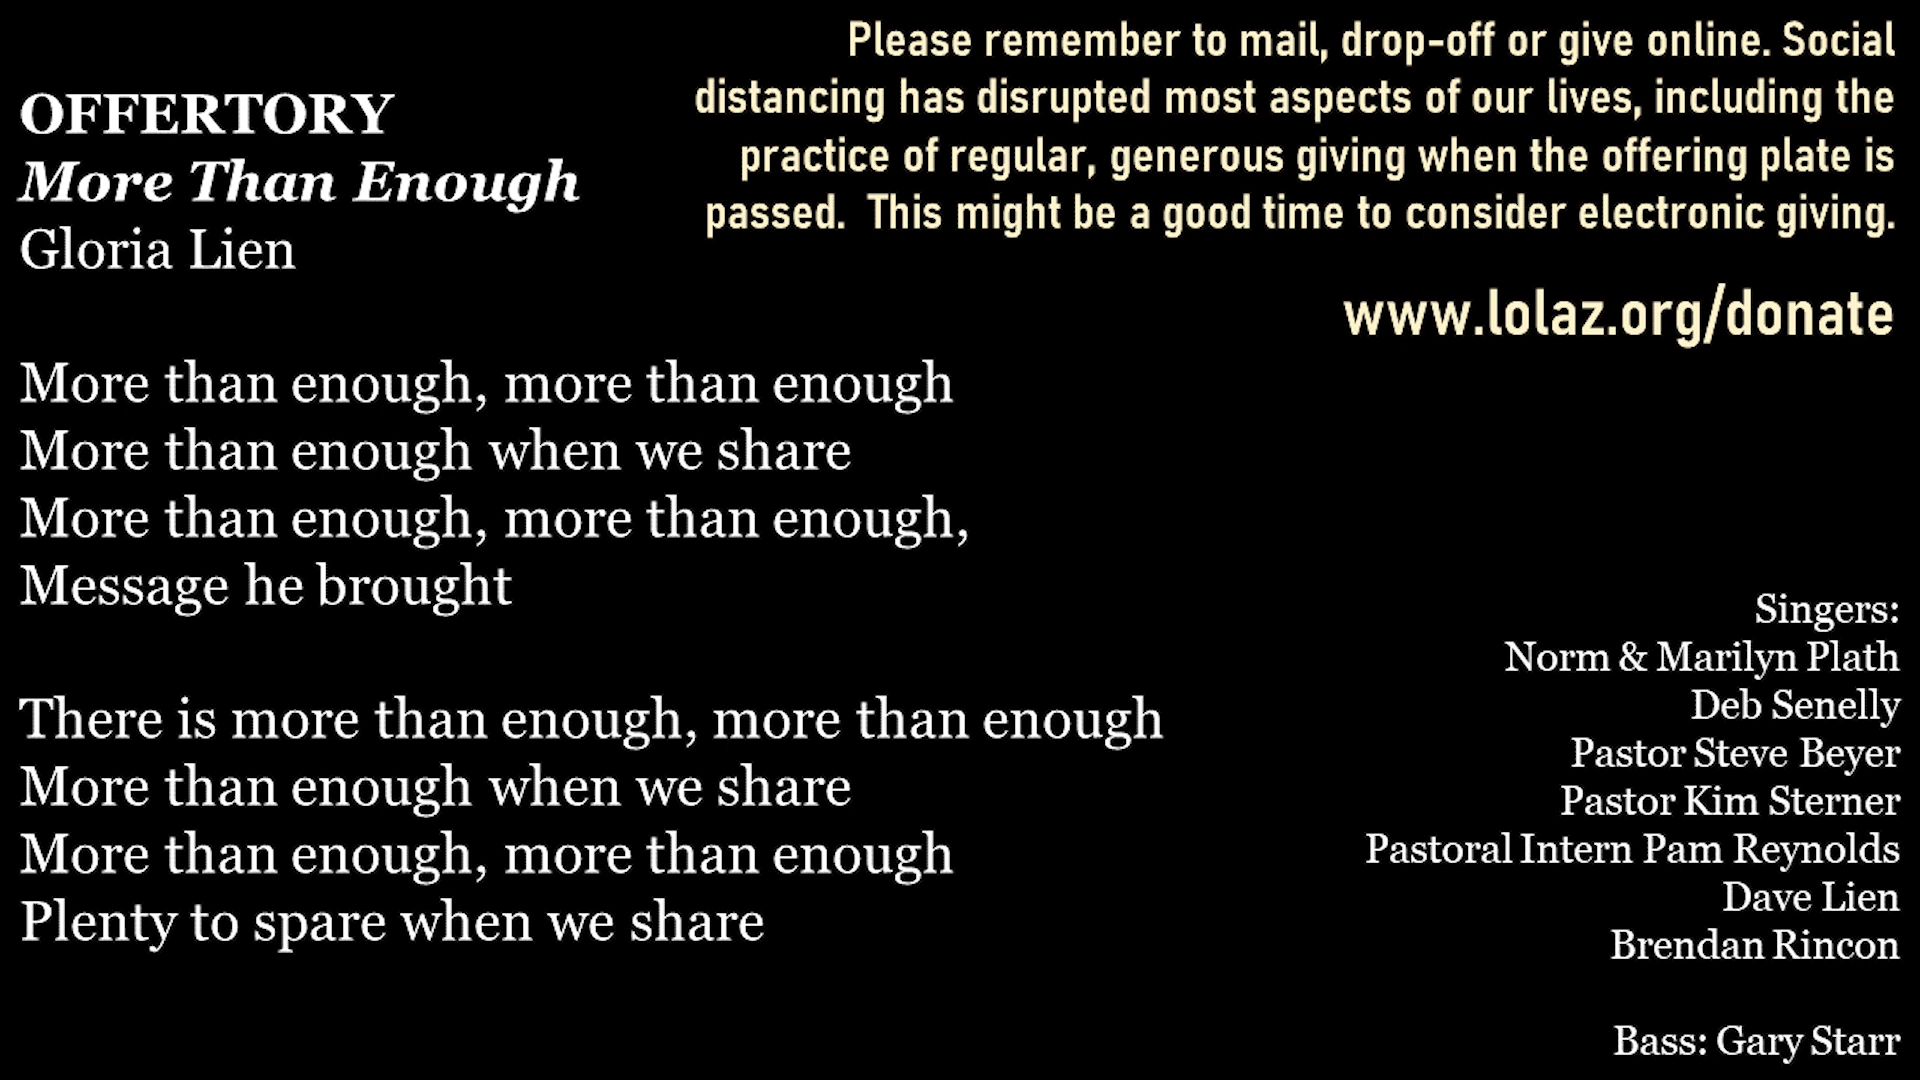 OFFERTORY
More Than Enough
Gloria Lien
Please remember to mail, drop-off or give online. Social
distancing has disrupted most aspects of our lives, including the
practice of regular, generous giving when the offering plate is
passed.  This might be a good time to consider electronic giving.
www.lolaz.org/donate
More than enough, more than enough
More than enough when we share
More than enough, more than enough,
Message he brought
There is more than enough, more than enough
More than enough when we share
More than enough, more than enough
Plenty to spare when we share
Singers:
Norm & Marilyn Plath
Deb Senelly
Pastor Steve Beyer
Pastor Kim Sterner
Pastoral Intern Pam Reynolds
Dave Lien
Brendan Rincon
Bass: Gary Starr